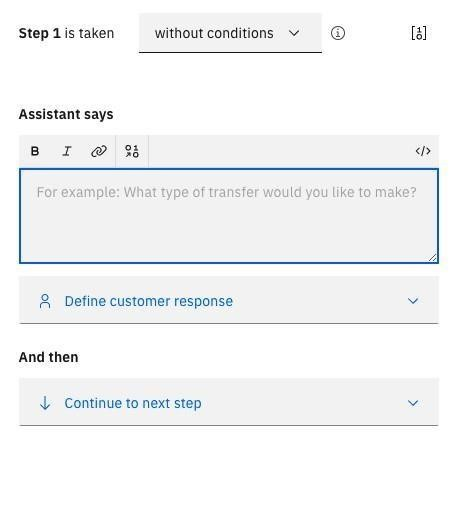 Step 1 is taken without conditions
Assistant says
B I </>
For example: What type of transfer would you like to make?
Define customer response
And then
Continue to next step